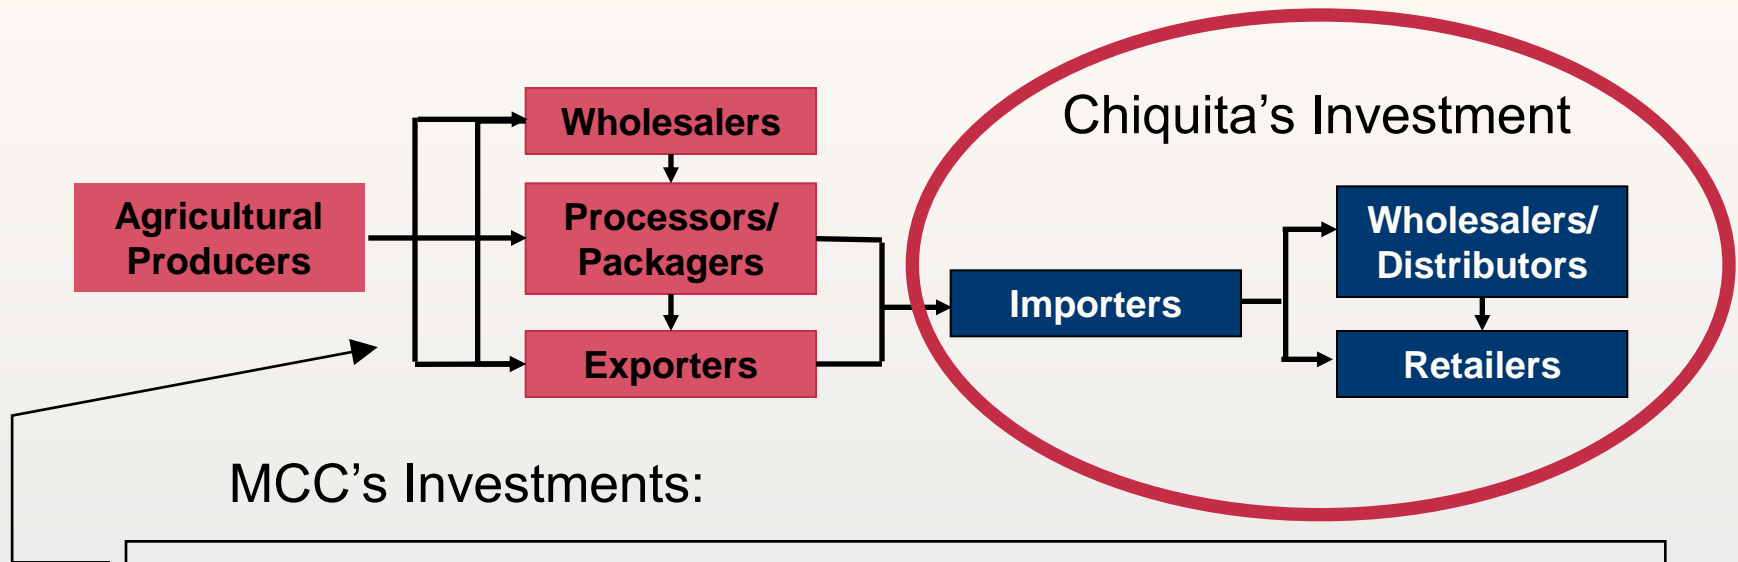 Chiquita’s Investment
Wholesalers
Agricultural
Producers
Processors/
Packagers
Exporters
Importers
Wholesalers/
Distributors
Retailers
MCC’s Investments: